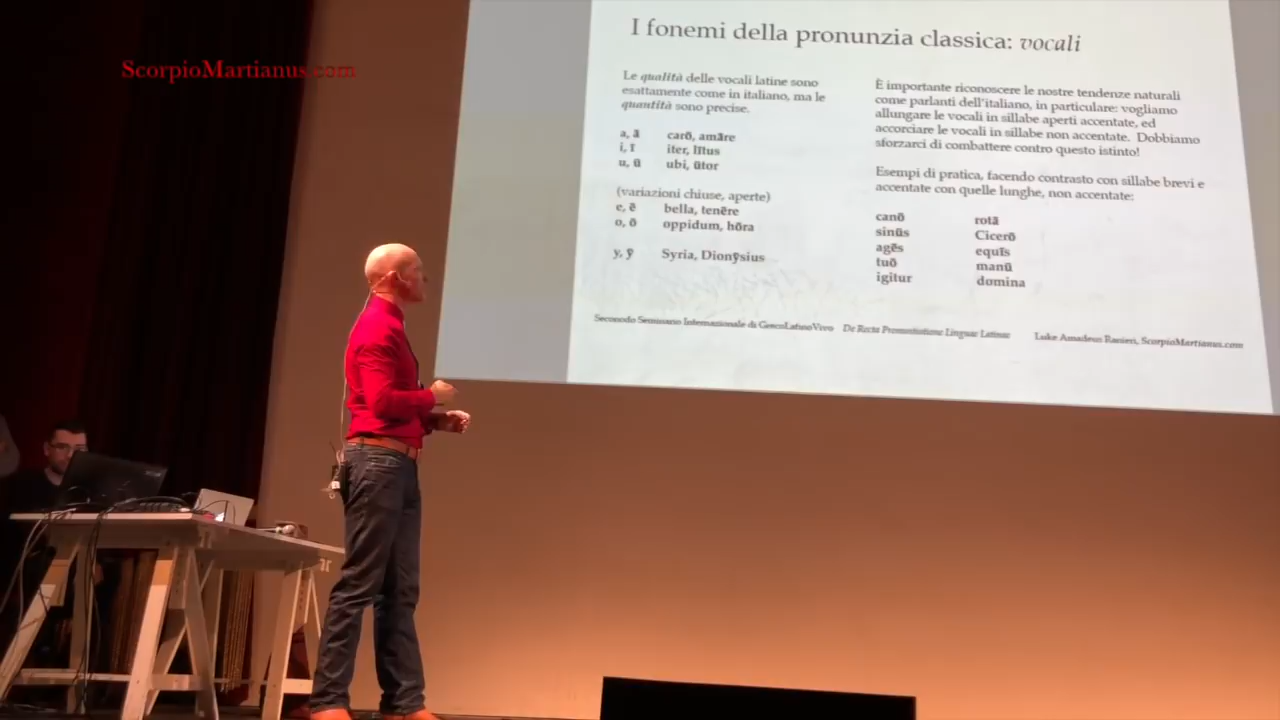 ScorpioMartianus.com
I fonemi della pronunzia classica: vocali
Le qualità delle vocali latine sono
esattamente come in italiano, ma le
quantità sono precise.
a, ā carō, amāre
i, ī iter, lītus
u, ū ubi, ūtor
(variazioni chiuse, aperte)
e, ē bella, tenēre
o, ō oppidum, hōra
y, ȳ Syria, Dionȳsius
È importante riconoscere le nostre tendenze naturali
come parlanti dell'italiano, in particolare: vogliamo
allungare le vocali in sillabe aperti accentate, ed
accorciare le vocali in sillabe non accentate. Dobbiamo
sforzarci di combattere contro questo istinto!
Esempi di pratica, facendo contrasto con sillabe brevi e
accentate con quelle lunghe, non accentate:
canō rotā
sinūs Cicerō
agēs equīs
tuō manū
igitur domina
Secondo Seminario Internazionale di GrecoLatinoVivo De Recta Pronuntiatione Linguae Latinae Luke Amadeus Ranieri, ScorpioMartianus.com